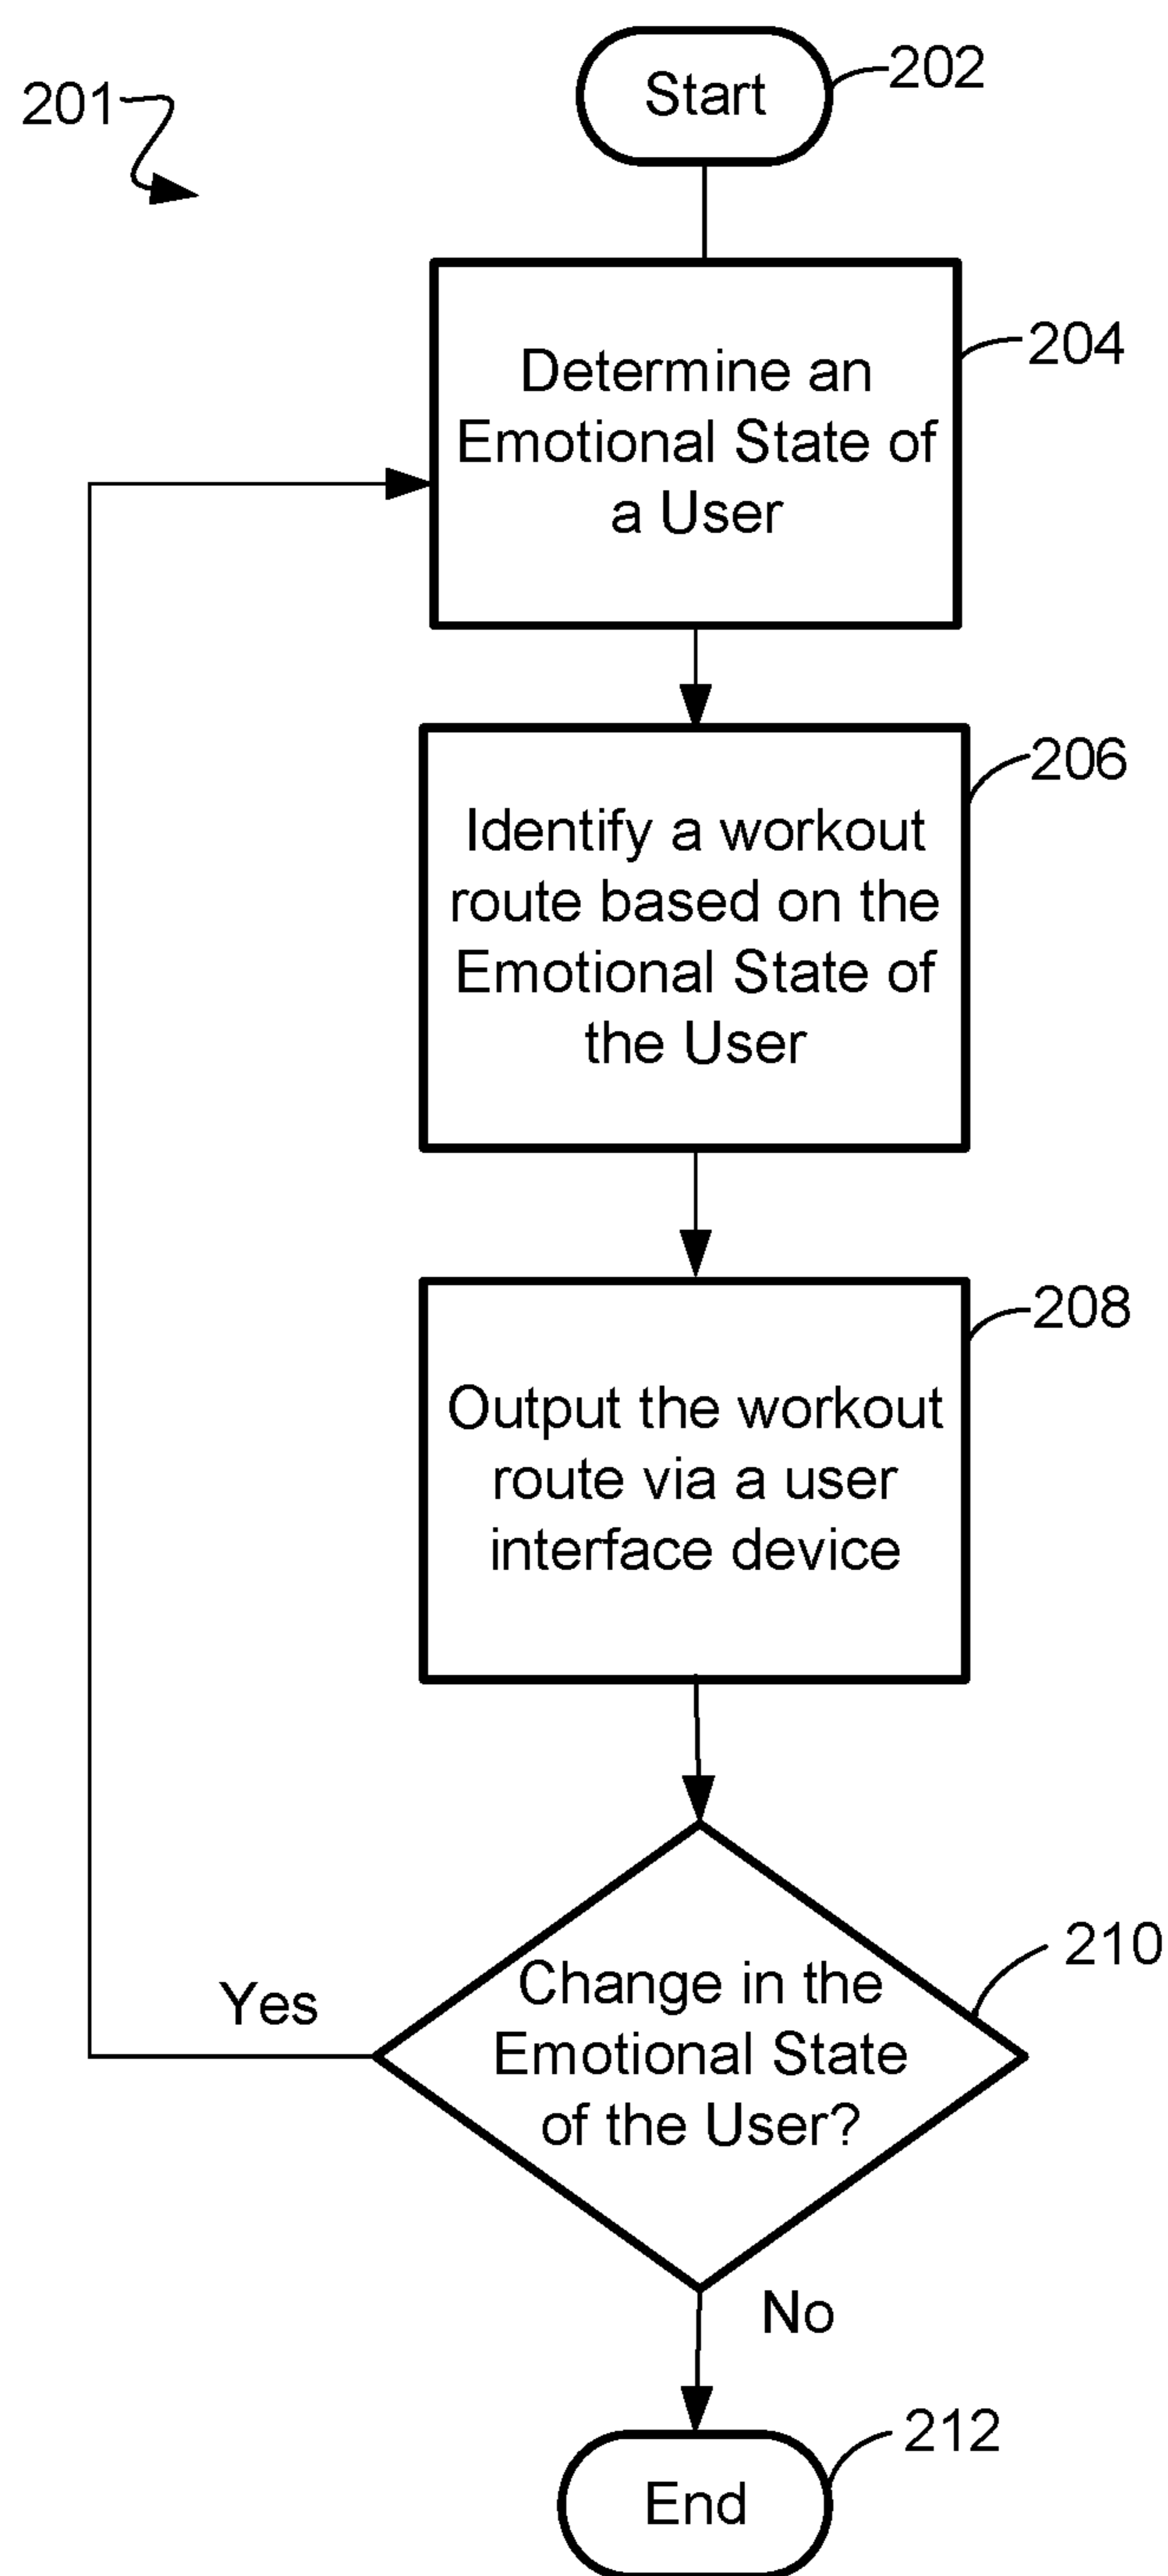 Start
202
201
204
Determine an
Emotional State of
a User
206
Identify a workout
route based on the
Emotional State of
the User
208
Output the workout
route via a user
interface device
210
Change in the
Emotional State
of the User?
Yes
No
212
End